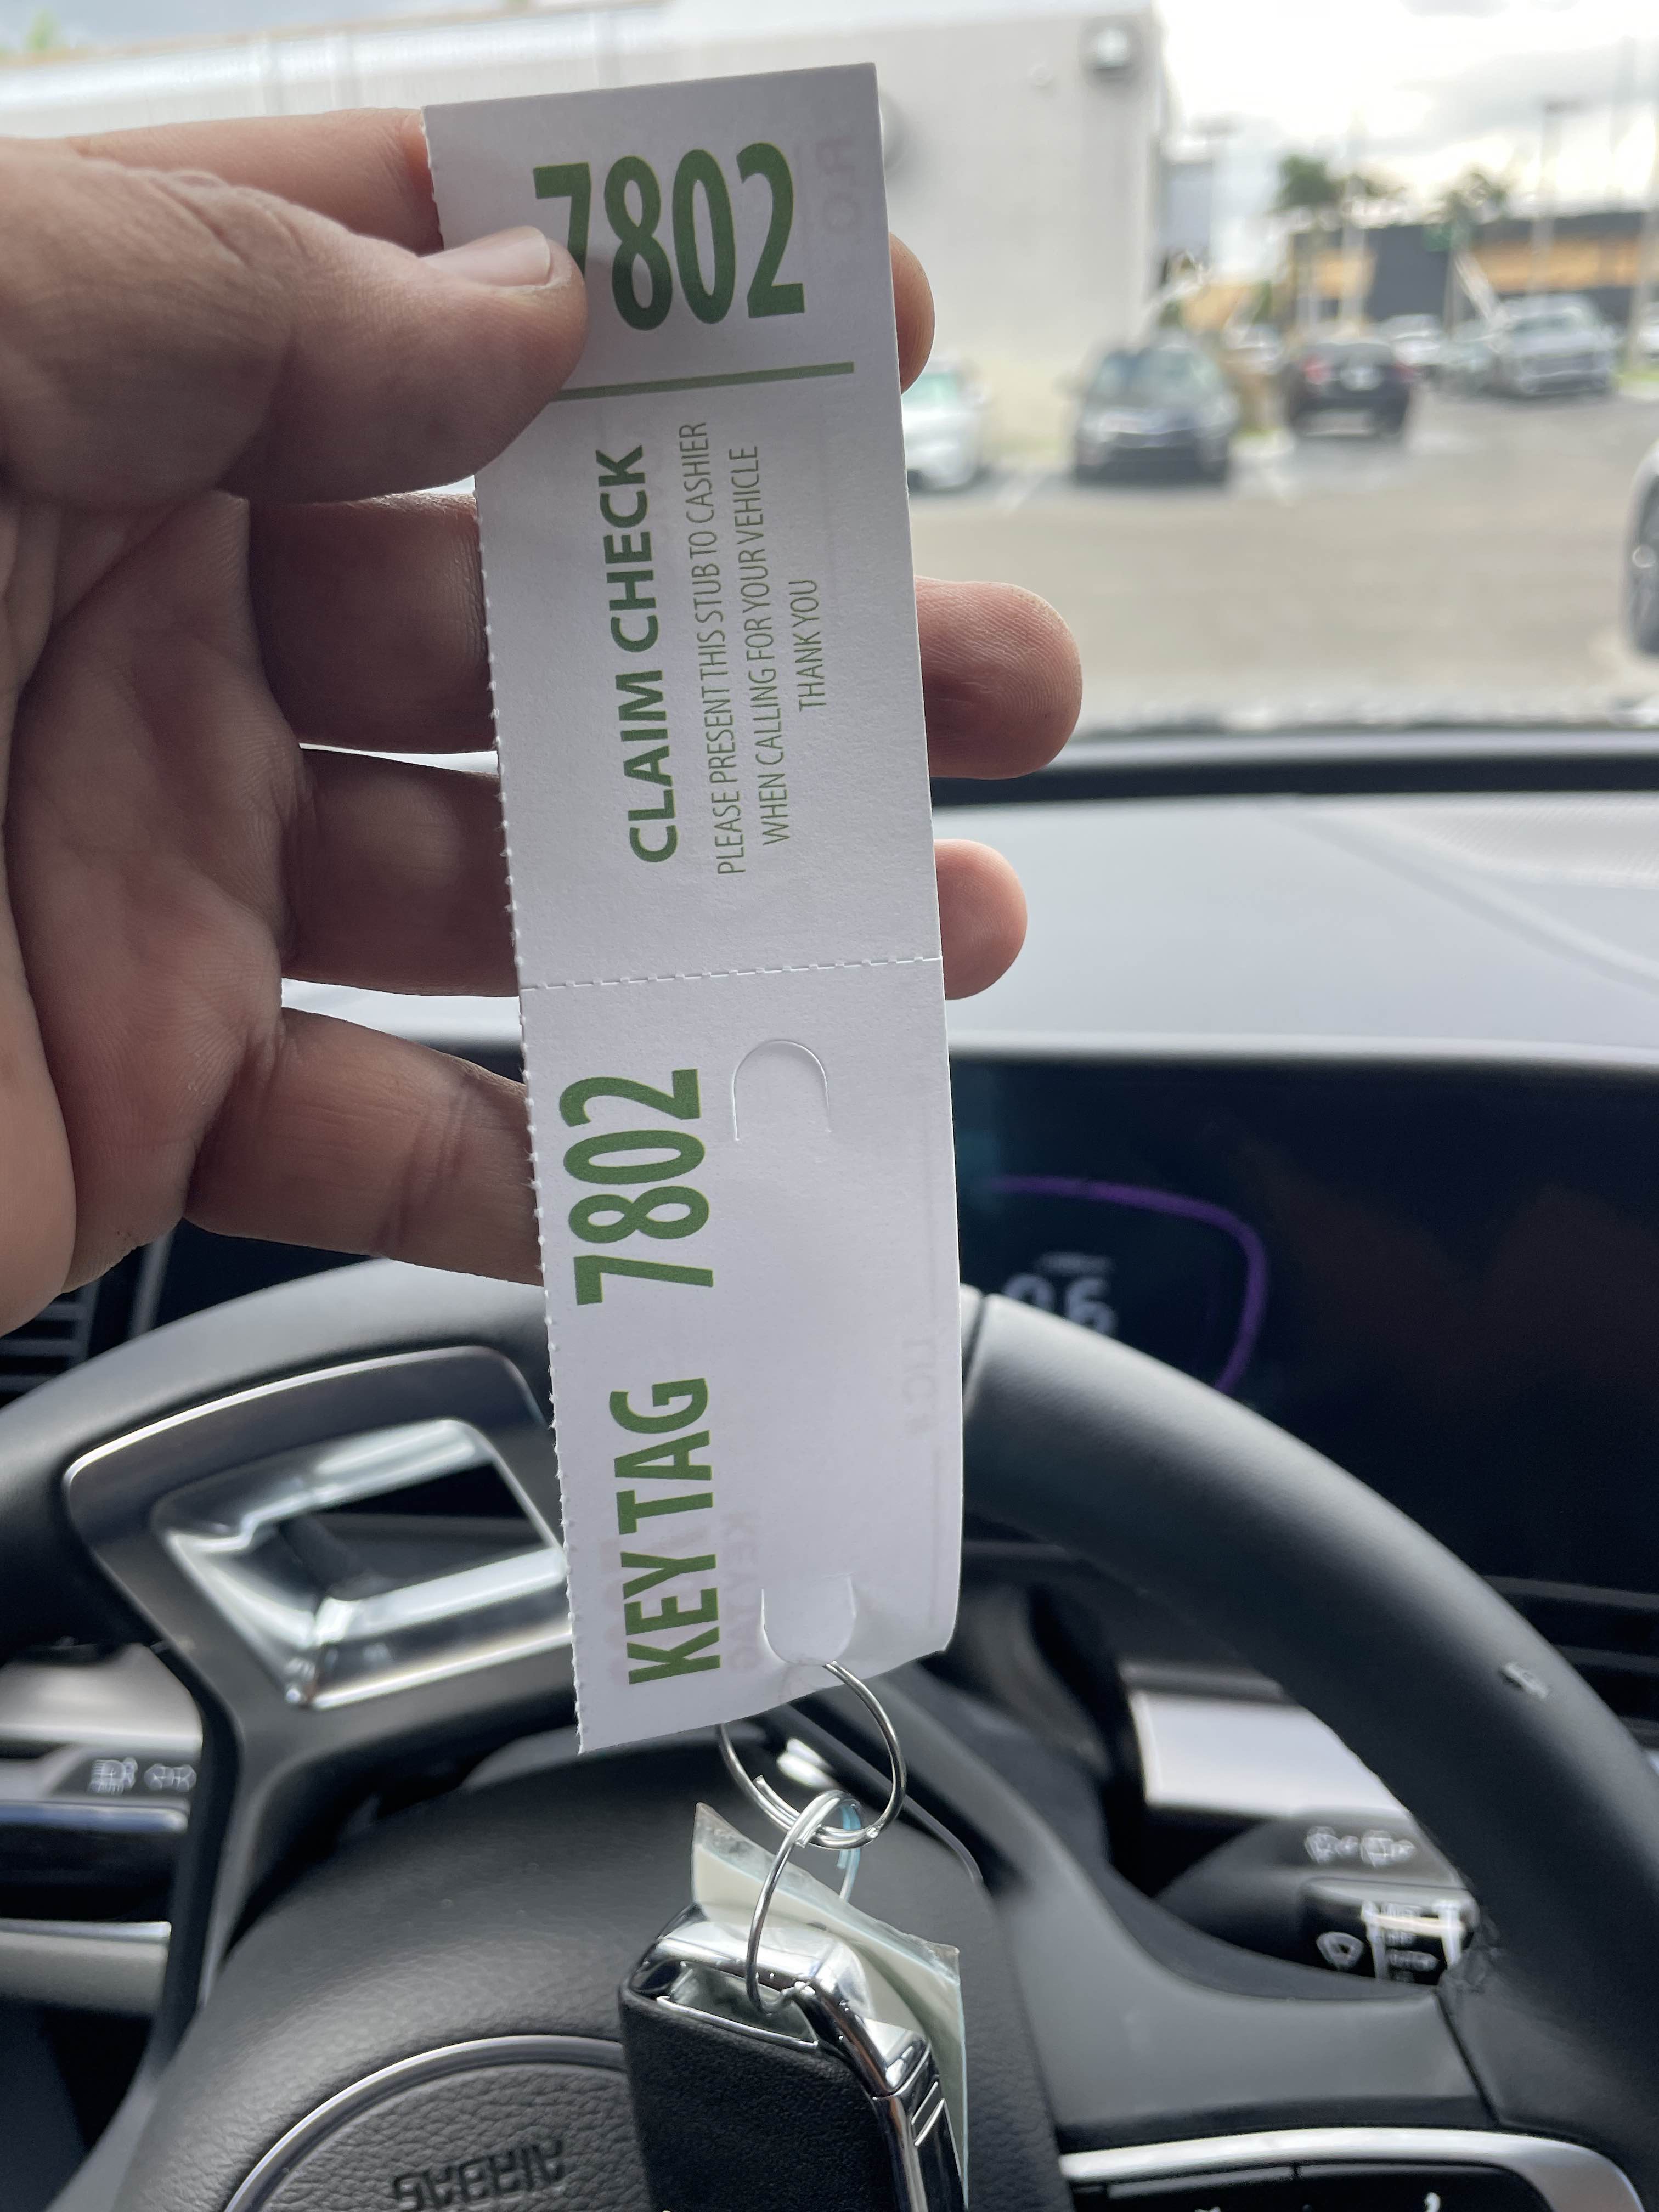 7802
CLAIM CHECK
PLEASE PRESENT THIS STUB TO CASHIER
WHEN CALLING FOR YOUR VEHICLE
THANK YOU
KEY TAG 7802